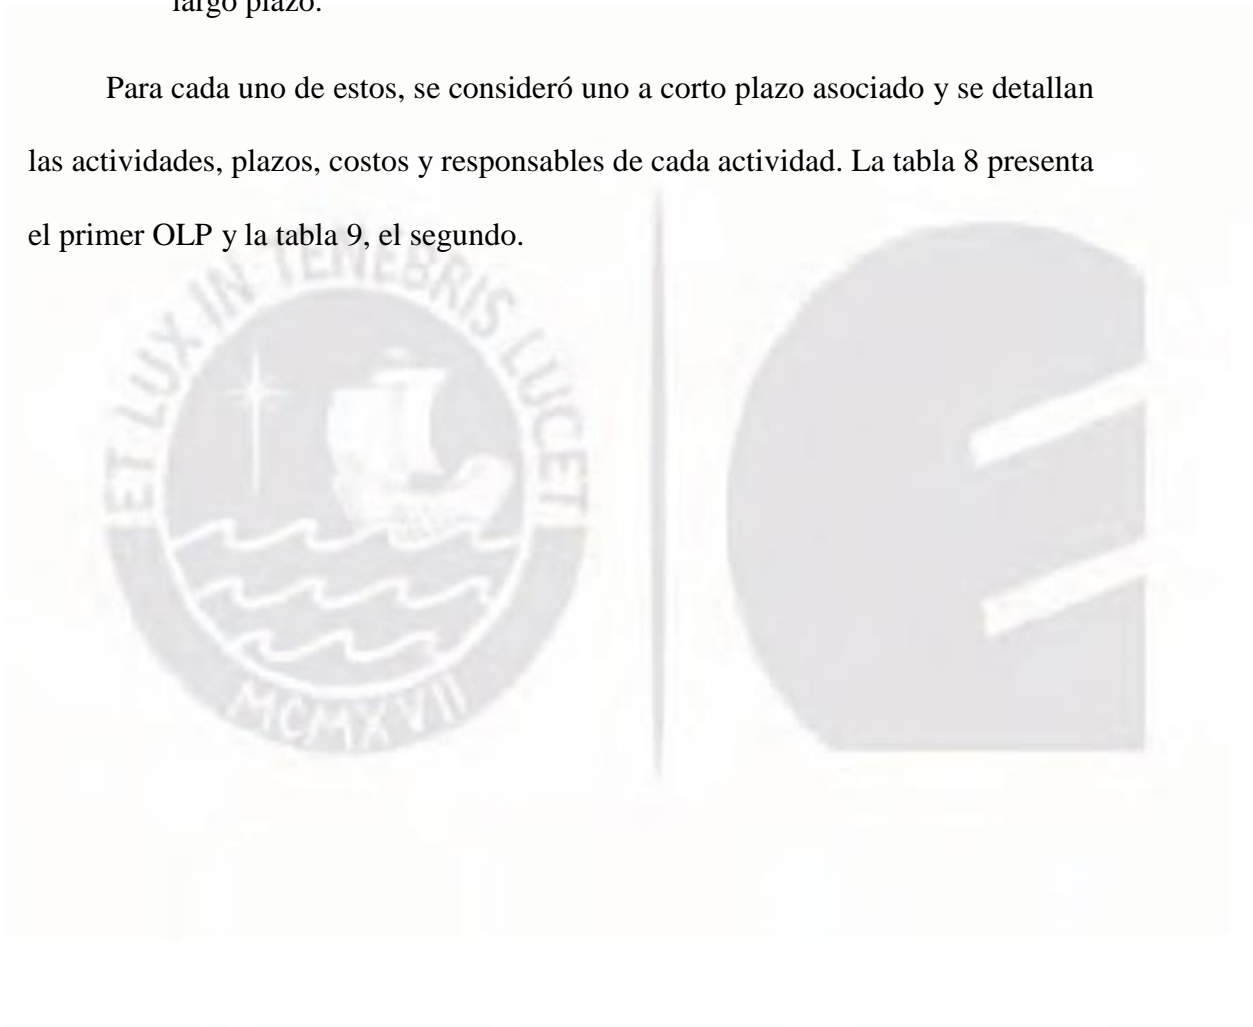 largo plazo.
Para cada uno de estos, se consideró uno a corto plazo asociado y se detallan
las actividades, plazos, costos y responsables de cada actividad. La tabla 8 presenta
el primer OLP y la tabla 9, el segundo.
ET LUX IN TENEBRIS LUCET
MCMXVII